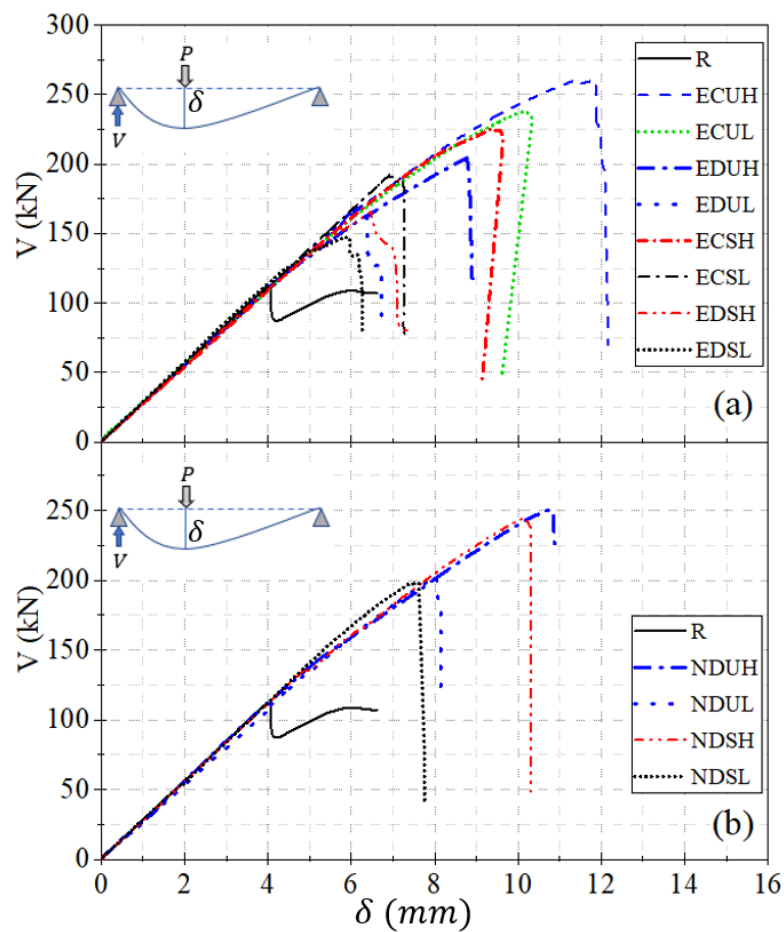 300
250
200
150
100
50
0
V (kN)
P
δ
V
R
ECUH
ECUL
EDUH
EDUL
ECSH
ECSL
EDSH
EDSL
(a)
250
200
150
100
50
0
V (kN)
P
δ
V
R
NDUH
NDUL
NDSH
NDSL
(b)
0 2 4 6 8 10 12 14 16
δ (mm)